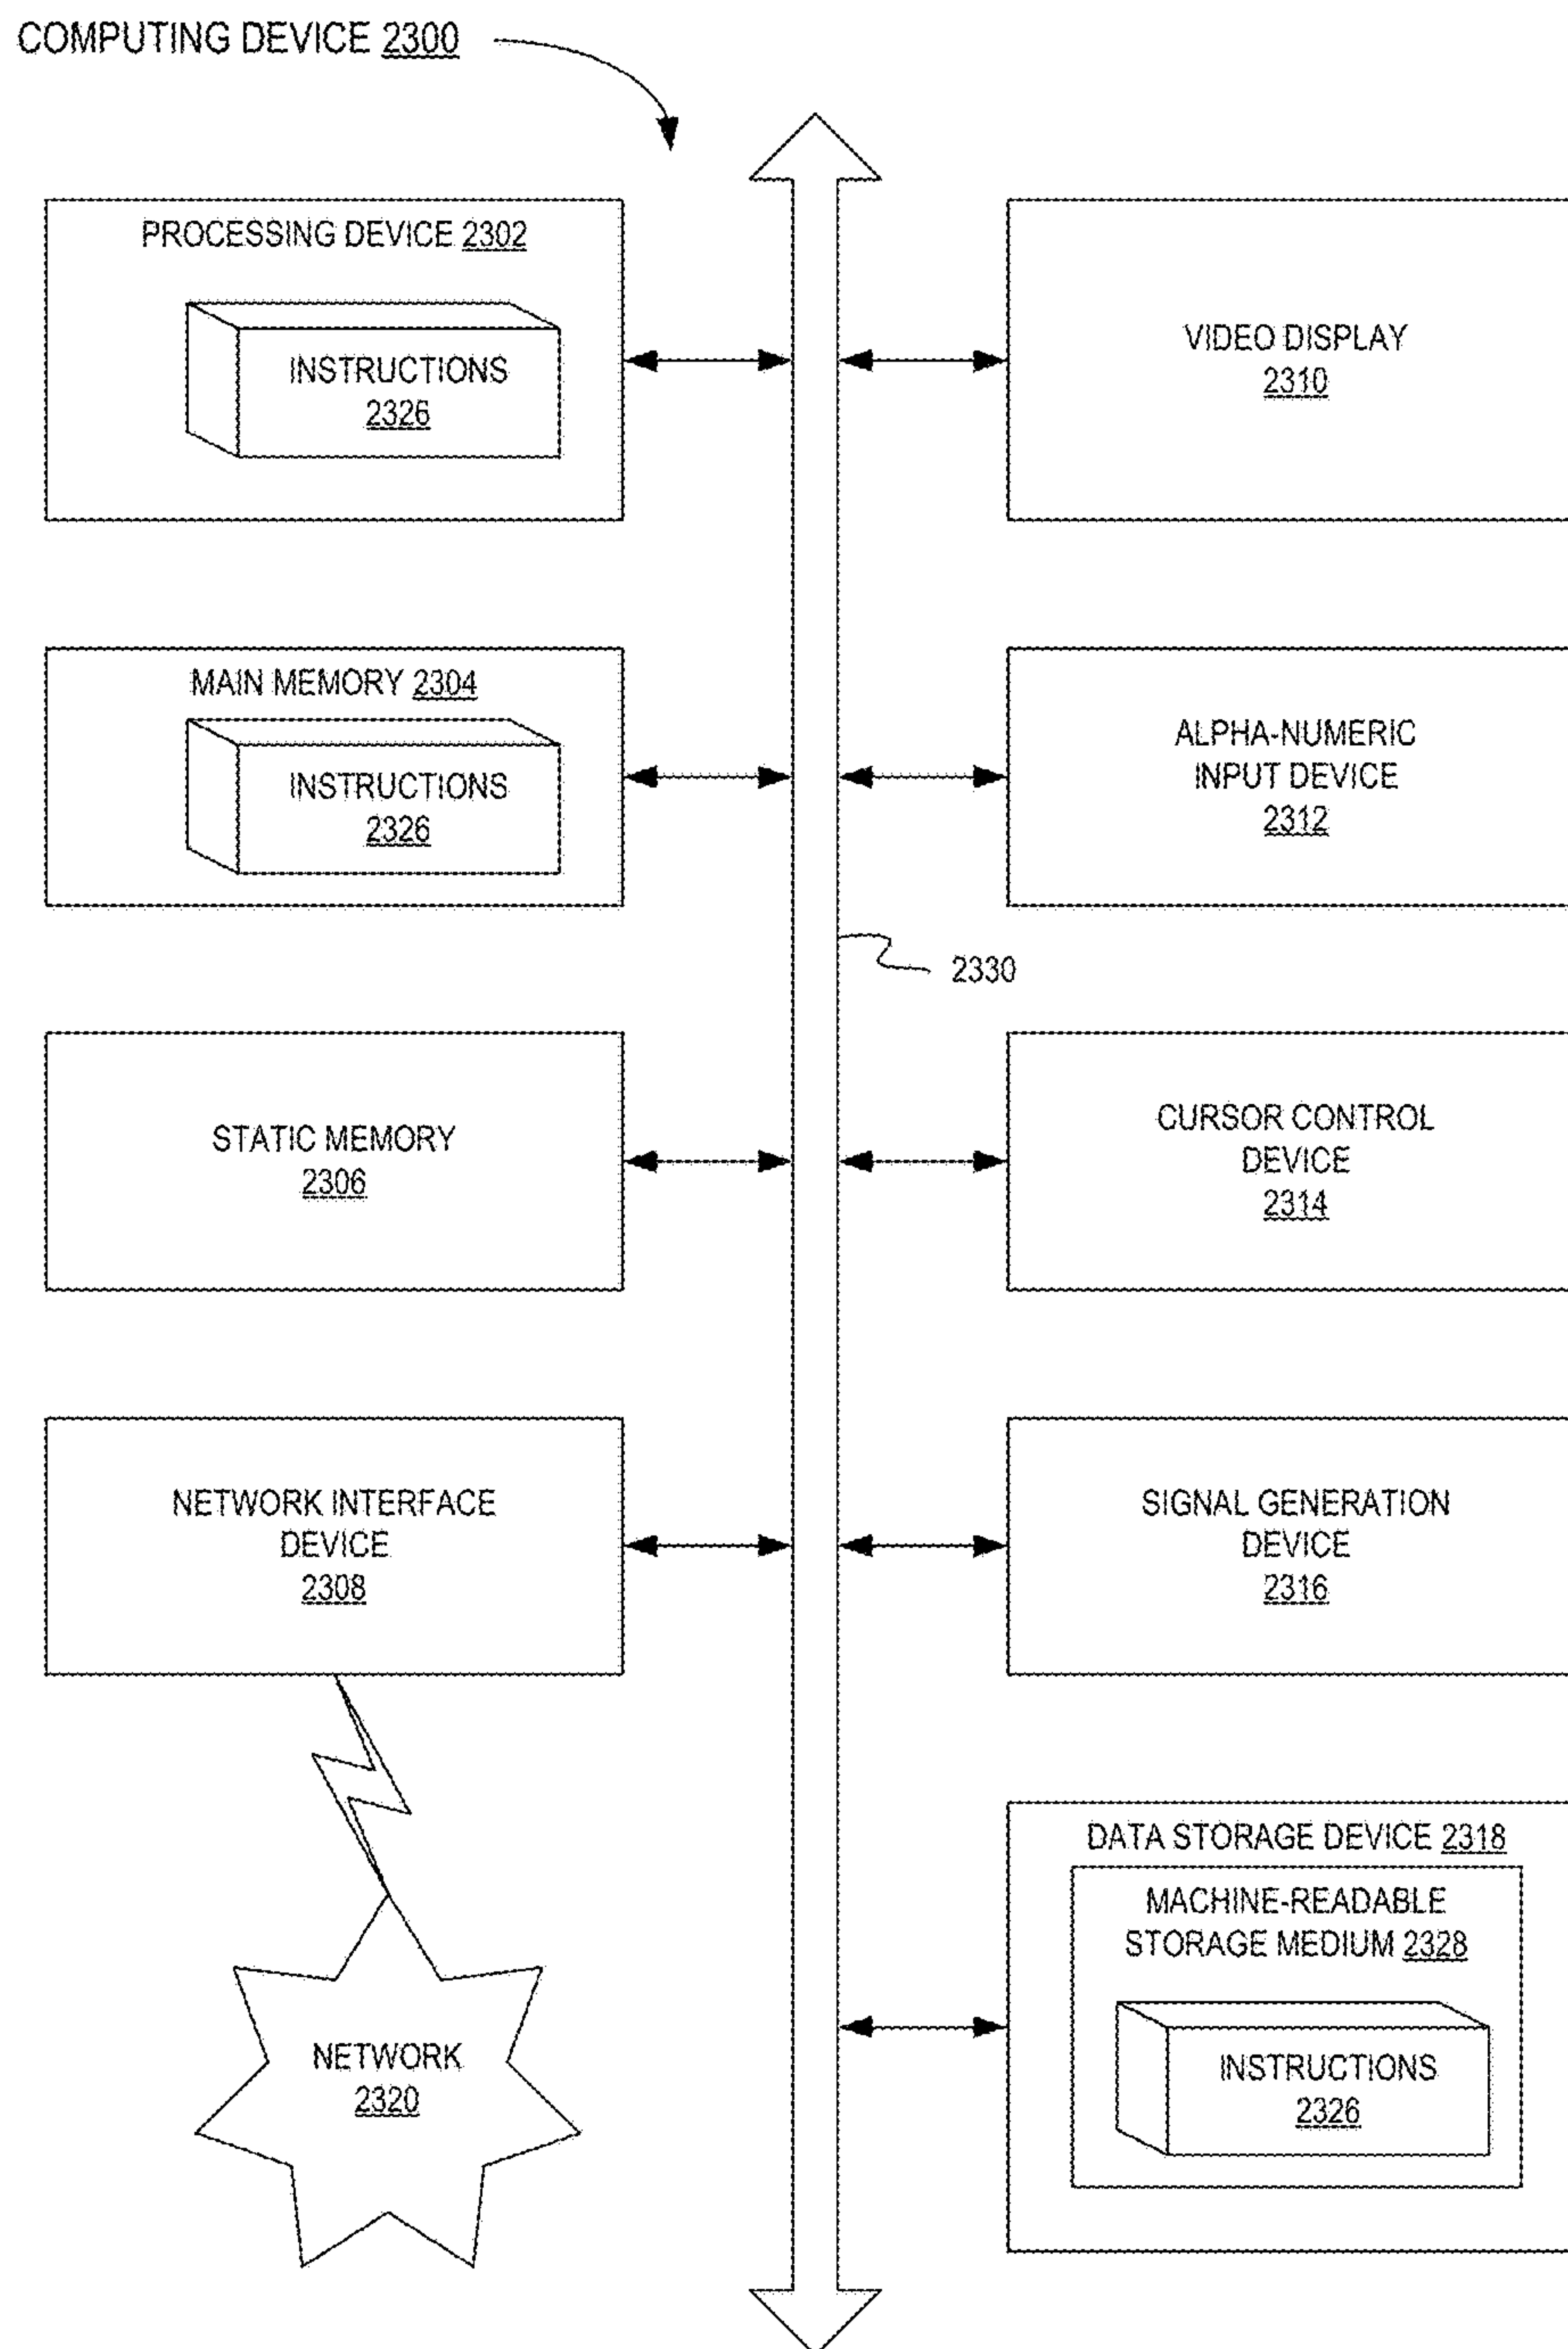 COMPUTING DEVICE 2300
PROCESSING DEVICE 2302
INSTRUCTIONS
2326
VIDEO DISPLAY
2310
MAIN MEMORY 2304
INSTRUCTIONS
2326
ALPHA-NUMERIC
INPUT DEVICE
2312
2330
STATIC MEMORY
2306
CURSOR CONTROL
DEVICE
2314
NETWORK INTERFACE
DEVICE
2308
SIGNAL GENERATION
DEVICE
2316
DATA STORAGE DEVICE 2318
MACHINE-READABLE
STORAGE MEDIUM 2328
INSTRUCTIONS
2326
NETWORK
2320